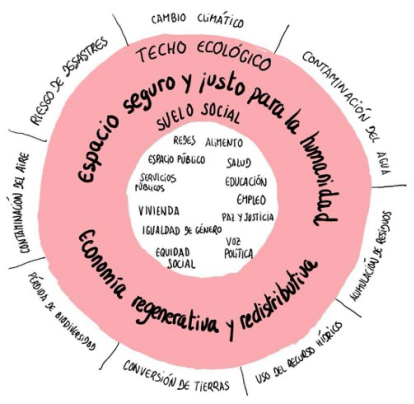 CAMBIO CLIMÁTICO
CONTAMINACIÓN DEL AGUA
ACUMULACIÓN DE RESIDUOS
USO DEL RECURSO HÍDRICO
CONVERSIÓN DE TIERRAS
PÉRDIDA DE BIODIVERSIDAD
CONTAMINACIÓN DEL AIRE
RIESGO DE DESASTRES
TECHO ECOLÓGICO
Espacio seguro y justo para la humanidad
SUELO SOCIAL
REDES ALIMENTO
ESPACIO PÚBLICO SALUD
SERVICIOS
PÚBLICOS
EDUCACIÓN
EMPLEO
VIVIENDA
PAZ Y JUSTICIA
IGUALDAD DE GÉNERO
EQUIDAD
SOCIAL
VOZ
POLÍTICA
Economía regenerativa y redistributiva